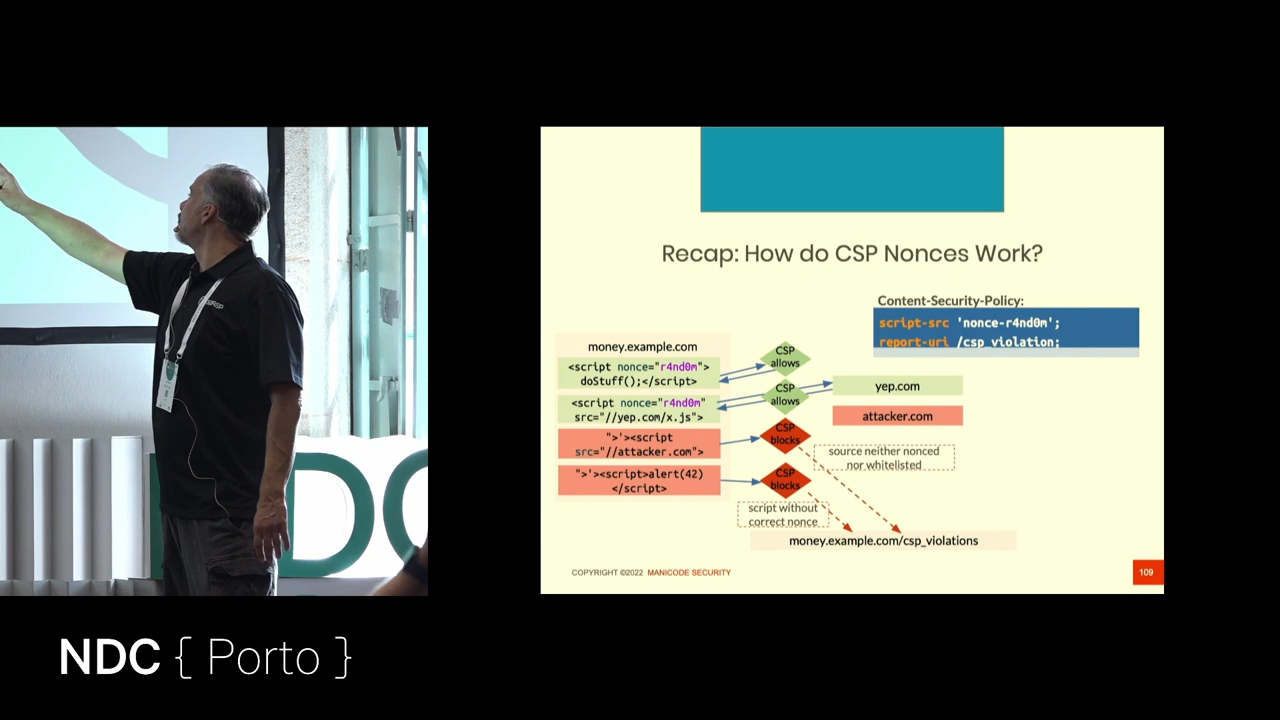 Recap: How do CSP Nonces Work?
Content-Security-Policy:
script-src 'nonce-r4nd0m';
report-uri /csp_violation;
money.example.com
<script nonce="r4nd0m">
doStuff();</script>
<script nonce="r4nd0m"
src="//yep.com/x.js">
">'><script
src="//attacker.com">
">'><script>alert(42)
</script>
CSP
allows
CSP
allows
CSP
blocks
CSP
blocks
yep.com
attacker.com
source neither nonced
nor whitelisted
script without
correct nonce
money.example.com/csp_violations
COPYRIGHT ©2022 MANICODE SECURITY
109
NDC { Porto }